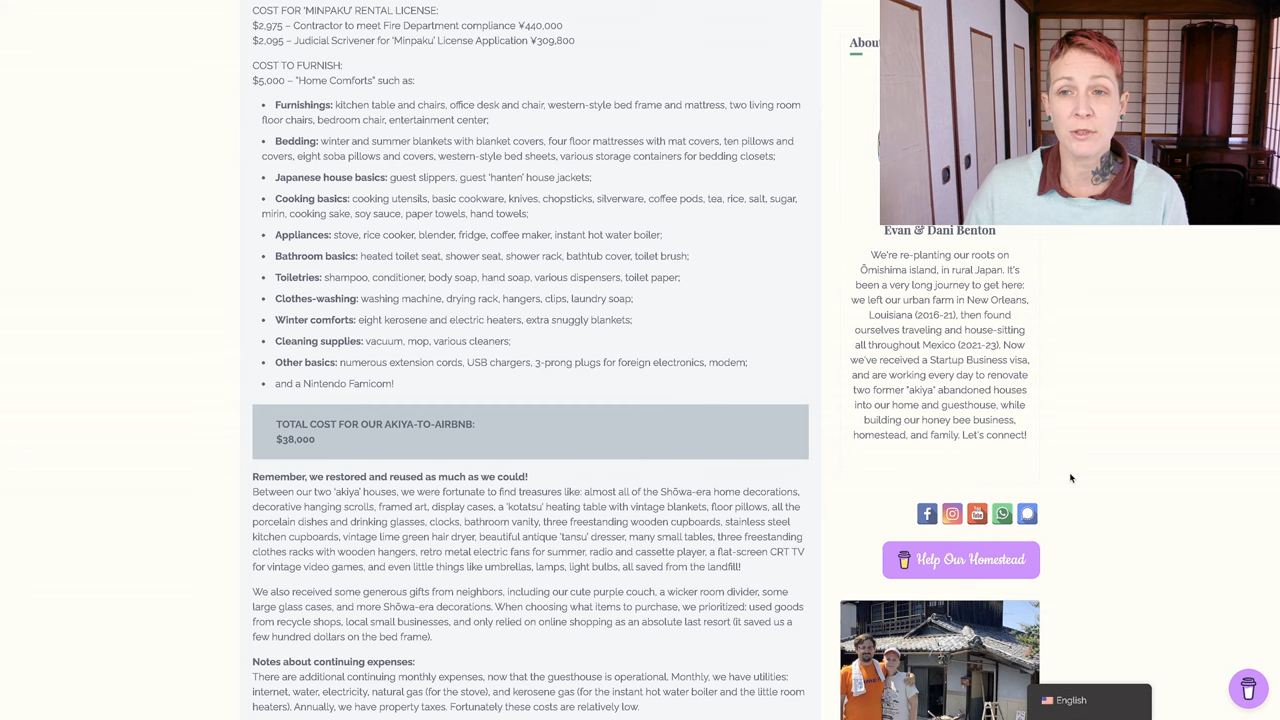 COST FOR 'MINPAKU' RENTAL LICENSE:
$2,975 – Contractor to meet Fire Department compliance ¥440,000
$2,095 – Judicial Scrivener for 'Minpaku' License Application ¥309,800
COST TO FURNISH:
$5,000 – "Home Comforts" such as:
• Furnishings: kitchen table and chairs, office desk and chair, western-style bed frame and mattress, two living room
floor chairs, bedroom chair, entertainment center;
• Bedding: winter and summer blankets with blanket covers, four floor mattresses with mat covers, ten pillows and
covers, eight soba pillows and covers, western-style bed sheets, various storage containers for bedding closets;
• Japanese house basics: guest slippers, guest 'hanten' house jackets;
• Cooking basics: cooking utensils, basic cookware, knives, chopsticks, silverware, coffee pods, tea, rice, salt, sugar,
mirin, cooking sake, soy sauce, paper towels, hand towels;
• Appliances: stove, rice cooker, blender, fridge, coffee maker, instant hot water boiler;
• Bathroom basics: heated toilet seat, shower seat, shower rack, bathtub cover, toilet brush;
• Toiletries: shampoo, conditioner, body soap, hand soap, various dispensers, toilet paper;
• Clothes-washing: washing machine, drying rack, hangers, clips, laundry soap;
• Winter comforts: eight kerosene and electric heaters, extra snuggly blankets;
• Cleaning supplies: vacuum, mop, various cleaners;
• Other basics: numerous extension cords, USB chargers, 3-prong plugs for foreign electronics, modem;
• and a Nintendo Famicom!
TOTAL COST FOR OUR AKIYA-TO-AIRBNB:
$38,000
Remember, we restored and reused as much as we could!
Between our two 'akiya' houses, we were fortunate to find treasures like: almost all of the Shōwa-era home decorations,
decorative hanging scrolls, framed art, display cases, a 'kotatsu' heating table with vintage blankets, floor pillows, all the
porcelain dishes and drinking glasses, clocks, bathroom vanity, three freestanding wooden cupboards, stainless steel
kitchen cupboards, vintage lime green hair dryer, beautiful antique 'tansu' dresser, many small tables, three freestanding
clothes racks with wooden hangers, retro metal electric fans for summer, radio and cassette player, a flat-screen CRT TV
for vintage video games, and even little things like umbrellas, lamps, light bulbs, all saved from the landfill!
We also received some generous gifts from neighbors, including our cute purple couch, a wicker room divider, some
large glass cases, and more Shōwa-era decorations. When choosing what items to purchase, we prioritized: used goods
from recycle shops, local small businesses, and only relied on online shopping as an absolute last resort (it saved us a
few hundred dollars on the bed frame).
Notes about continuing expenses:
There are additional continuing monthly expenses, now that the guesthouse is operational. Monthly, we have utilities:
internet, water, electricity, natural gas (for the stove), and kerosene gas (for the instant hot water boiler and the little room
heaters). Annually, we have property taxes. Fortunately these costs are relatively low.
About
Evan & Dani Benton
We're re-planting our roots on
Ōmishima island, in rural Japan. It's
been a very long journey to get here:
we left our urban farm in New Orleans,
Louisiana (2016-21), then found
ourselves traveling and house-sitting
all throughout Mexico (2021-23). Now
we've received a Startup Business visa,
and are working every day to renovate
two former "akiya" abandoned houses
into our home and guesthouse, while
building our honey bee business,
homestead, and family. Let's connect!
You
Tube
Help Our Homestead
English